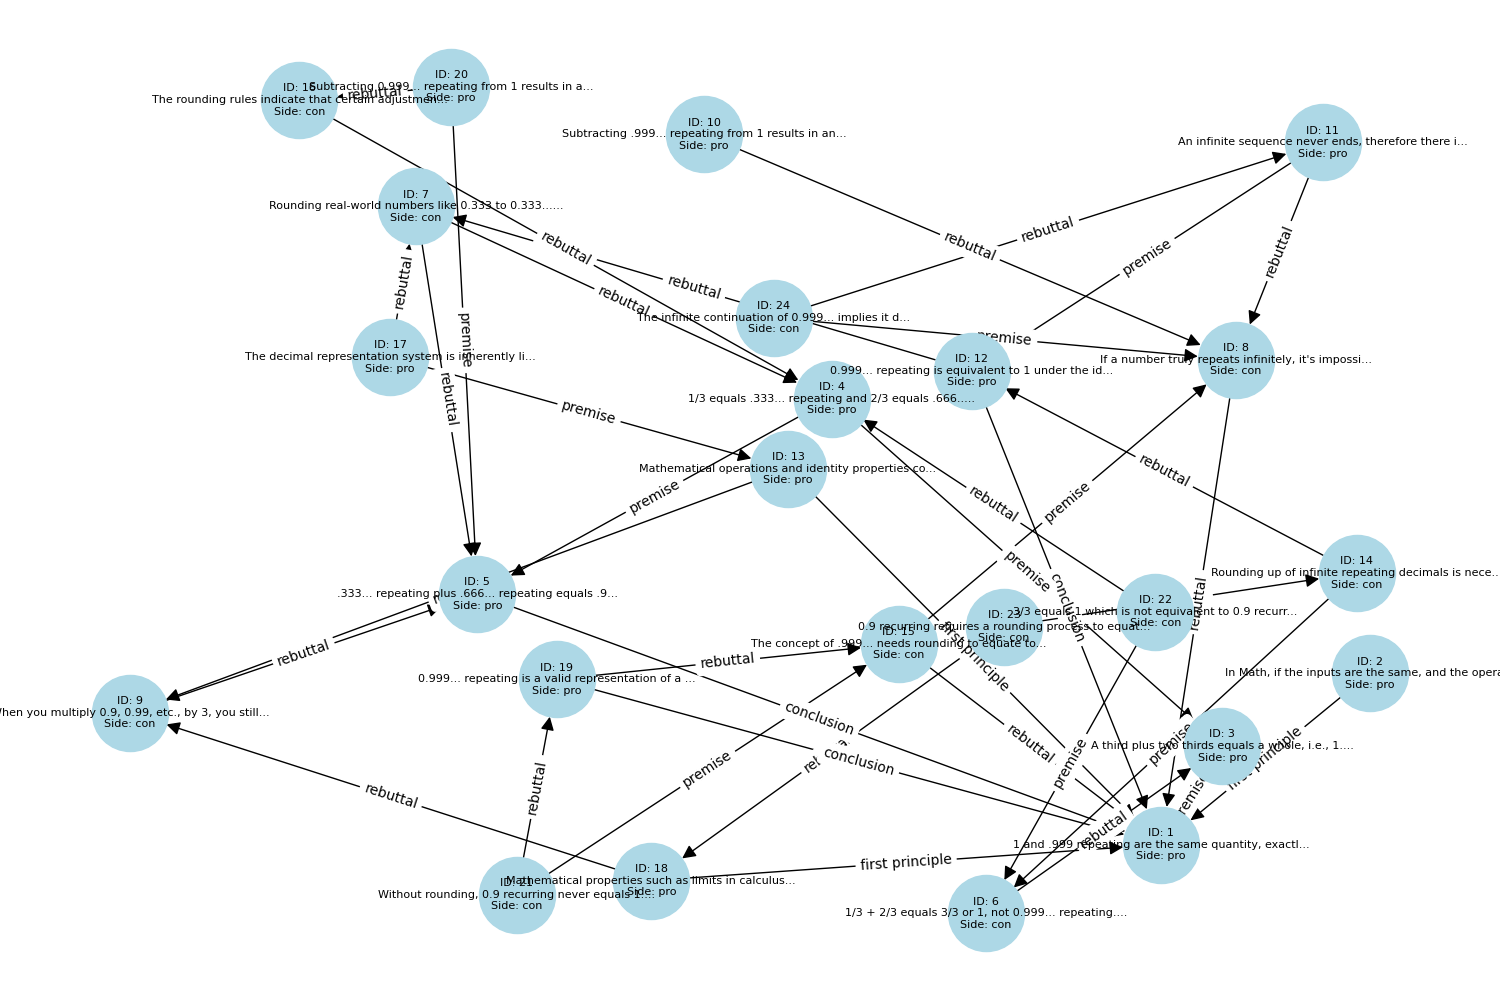 ID: 20
Subtracting 0.999... repeating from 1 results in a...
Side: pro
ID: 16
The rounding rules indicate that certain adjustmen...
Side: con
rebuttal
ID: 10
Subtracting .999... repeating from 1 results in an...
Side: pro
ID: 11
An infinite sequence never ends, therefore there i...
Side: pro
ID: 7
Rounding real-world numbers like 0.333 to 0.333......
Side: con
rebuttal
rebuttal
rebuttal
premise
rebuttal
rebuttal
rebuttal
rebuttal
ID: 24
The infinite continuation of 0.999... implies it d...
Side: con
premise
ID: 17
The decimal representation system is inherently li...
Side: pro
premise
rebuttal
premise
ID: 12
0.999... repeating is equivalent to 1 under the id...
Side: pro
ID: 8
If a number truly repeats infinitely, it's impossi...
Side: con
ID: 4
1/3 equals .333... repeating and 2/3 equals .666.....
Side: pro
ID: 13
Mathematical operations and identity properties co...
Side: pro
rebuttal
premise
rebuttal
premise
premise
ID: 14
Rounding up of infinite repeating decimals is nece...
Side: con
ID: 5
.333... repeating plus .666... repeating equals .9...
Side: pro
conclusion
rebuttal
ID: 22
3/3 equals 1 which is not equivalent to 0.9 recurr...
Side: con
ID: 23
0.9 recurring requires a rounding process to equat...
Side: con
ID: 15
The concept of .999... needs rounding to equate to...
Side: con
first principle
rebuttal
rebuttal
ID: 19
0.999... repeating is a valid representation of a ...
Side: pro
ID: 2
In Math, if the inputs are the same, and the opera
Side: pro
ID: 9
When you multiply 0.9, 0.99, etc., by 3, you still...
Side: con
conclusion
rebuttal
conclusion
premise
premise
premise
ID: 3
A third plus two thirds equals a whole, i.e., 1....
Side: pro
first principle
rebuttal
rebuttal
premise
rebuttal
ID: 1
1 and .999 repeating are the same quantity, exactl...
Side: pro
first principle
ID: 18
Mathematical properties such as limits in calculus...
Side: pro
ID: 21
Without rounding, 0.9 recurring never equals 1....
Side: con
ID: 6
1/3 + 2/3 equals 3/3 or 1, not 0.999... repeating....
Side: con